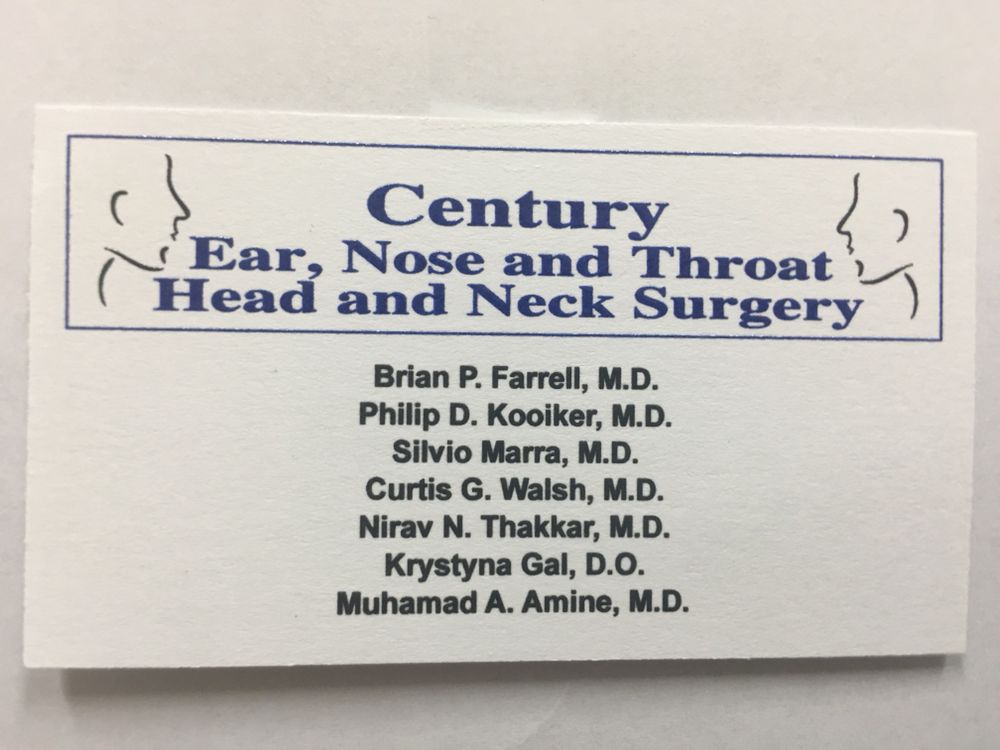 Century
Ear, Nose and Throat
Head and Neck Surgery
Brian P. Farrell, M.D.
Philip D. Kooiker, M.D.
Silvio Marra, M.D.
Curtis G. Walsh, M.D.
Nirav N. Thakkar, M.D.
Krystyna Gal, D.O.
Muhamad A. Amine, M.D.